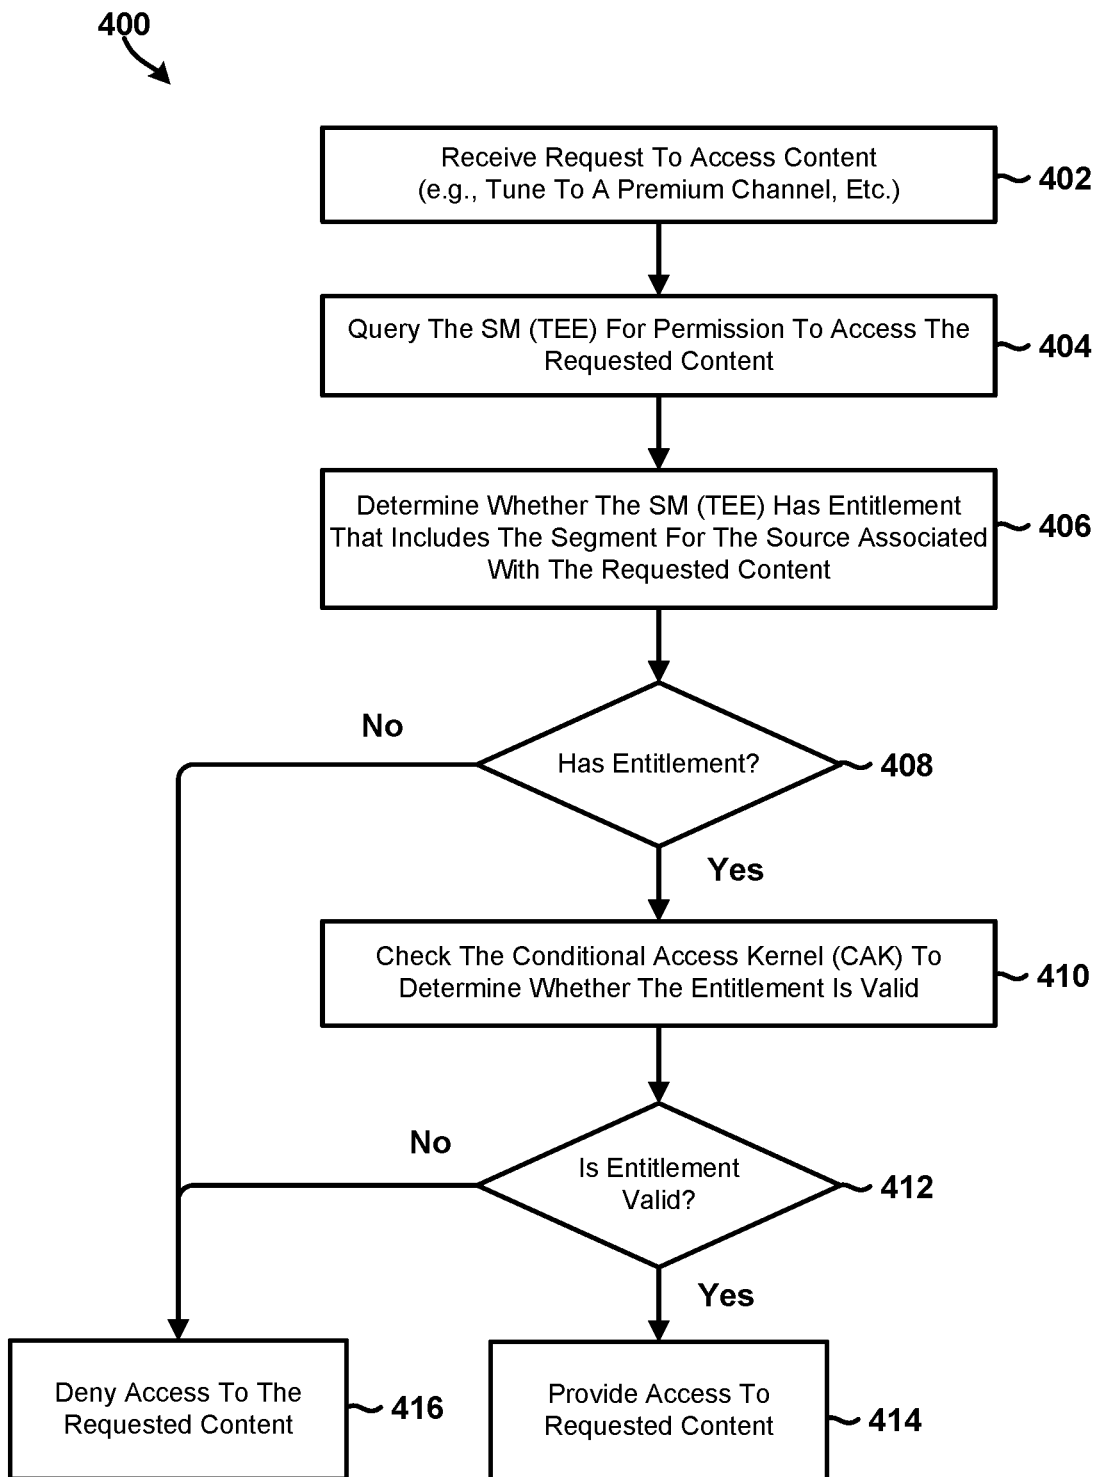 400
Receive Request To Access Content
(e.g., Tune To A Premium Channel, Etc.)
402
Query The SM (TEE) For Permission To Access The
Requested Content
404
Determine Whether The SM (TEE) Has Entitlement
That Includes The Segment For The Source Associated
With The Requested Content
406
No
Has Entitlement?
408
Yes
Check The Conditional Access Kernel (CAK) To
Determine Whether The Entitlement Is Valid
410
No
Is Entitlement
Valid?
412
Yes
Deny Access To The
Requested Content
416
Provide Access To
Requested Content
414